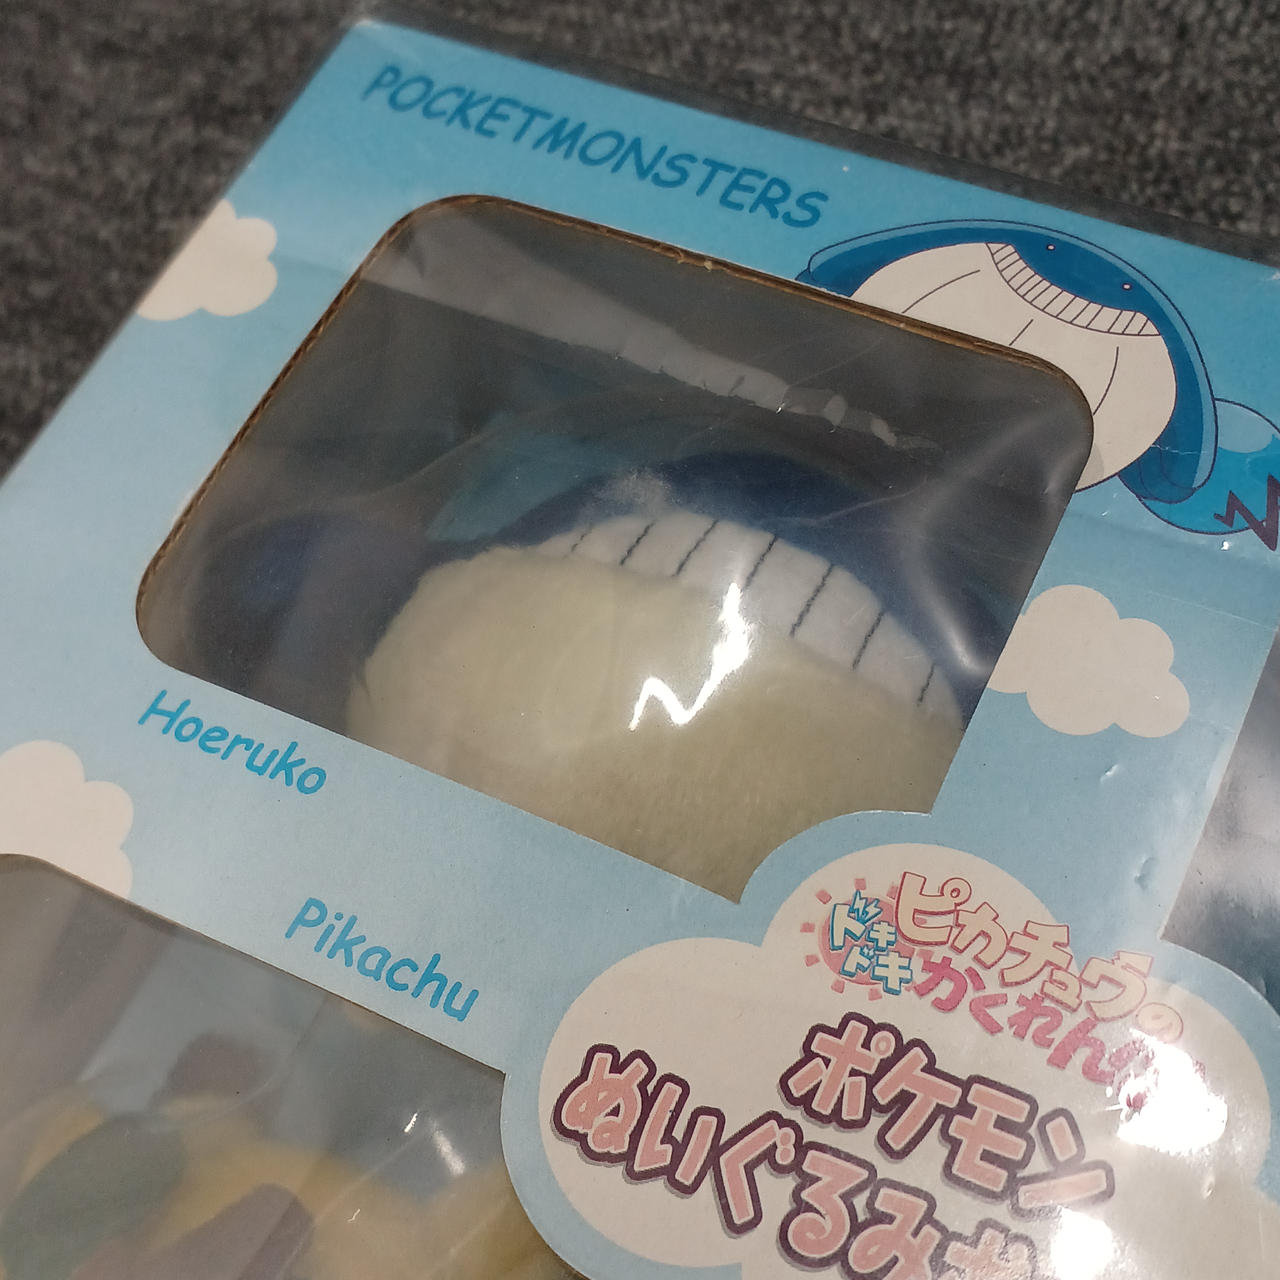 POCKETMONSTERS
Hoeruko
Pikachu
ピカチュウの
ドキ
ドキ
かくれん
ポケモン
ぬいぐるみ